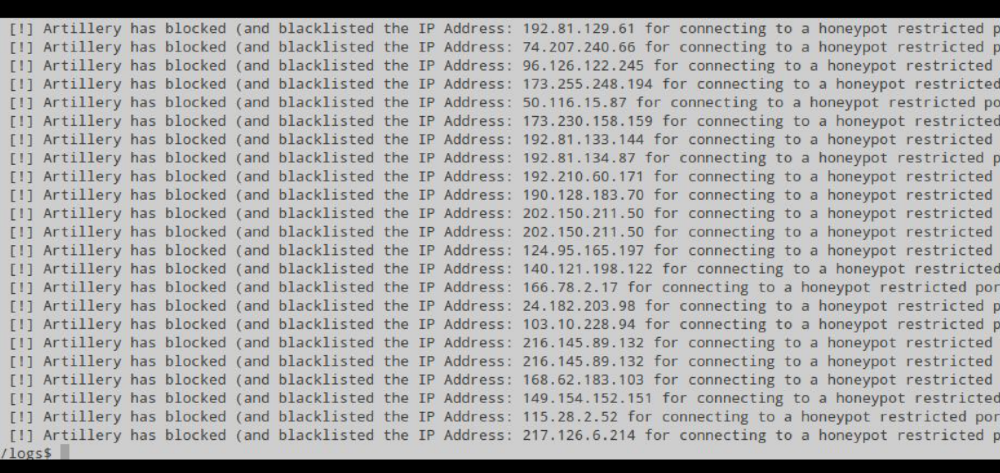 [!] Artillery has blocked (and blacklisted the IP Address: 192.81.129.61 for connecting to a honeypot restricted p
[!] Artillery has blocked (and blacklisted the IP Address: 74.207.240.66 for connecting to a honeypot restricted p
[!] Artillery has blocked (and blacklisted the IP Address: 96.126.122.245 for connecting to a honeypot restricted
[!] Artillery has blocked (and blacklisted the IP Address: 173.255.248.194 for connecting to a honeypot restricted
[!] Artillery has blocked (and blacklisted the IP Address: 50.116.15.87 for connecting to a honeypot restricted po
[!] Artillery has blocked (and blacklisted the IP Address: 173.230.158.159 for connecting to a honeypot restricted
[!] Artillery has blocked (and blacklisted the IP Address: 192.81.133.144 for connecting to a honeypot restricted
[!] Artillery has blocked (and blacklisted the IP Address: 192.81.134.87 for connecting to a honeypot restricted p
[!] Artillery has blocked (and blacklisted the IP Address: 192.210.60.171 for connecting to a honeypot restricted
[!] Artillery has blocked (and blacklisted the IP Address: 190.128.183.70 for connecting to a honeypot restricted
[!] Artillery has blocked (and blacklisted the IP Address: 202.150.211.50 for connecting to a honeypot restricted
[!] Artillery has blocked (and blacklisted the IP Address: 202.150.211.50 for connecting to a honeypot restricted
[!] Artillery has blocked (and blacklisted the IP Address: 124.95.165.197 for connecting to a honeypot restricted
[!] Artillery has blocked (and blacklisted the IP Address: 140.121.198.122 for connecting to a honeypot restricted
[!] Artillery has blocked (and blacklisted the IP Address: 166.78.2.17 for connecting to a honeypot restricted por
[!] Artillery has blocked (and blacklisted the IP Address: 24.182.203.98 for connecting to a honeypot restricted p
[!] Artillery has blocked (and blacklisted the IP Address: 103.10.228.94 for connecting to a honeypot restricted p
[!] Artillery has blocked (and blacklisted the IP Address: 216.145.89.132 for connecting to a honeypot restricted
[!] Artillery has blocked (and blacklisted the IP Address: 216.145.89.132 for connecting to a honeypot restricted
[!] Artillery has blocked (and blacklisted the IP Address: 168.62.183.103 for connecting to a honeypot restricted
[!] Artillery has blocked (and blacklisted the IP Address: 149.154.152.151 for connecting to a honeypot restricted
[!] Artillery has blocked (and blacklisted the IP Address: 115.28.2.52 for connecting to a honeypot restricted por
[!] Artillery has blocked (and blacklisted the IP Address: 217.126.6.214 for connecting to a honeypot restricted p
/logs$